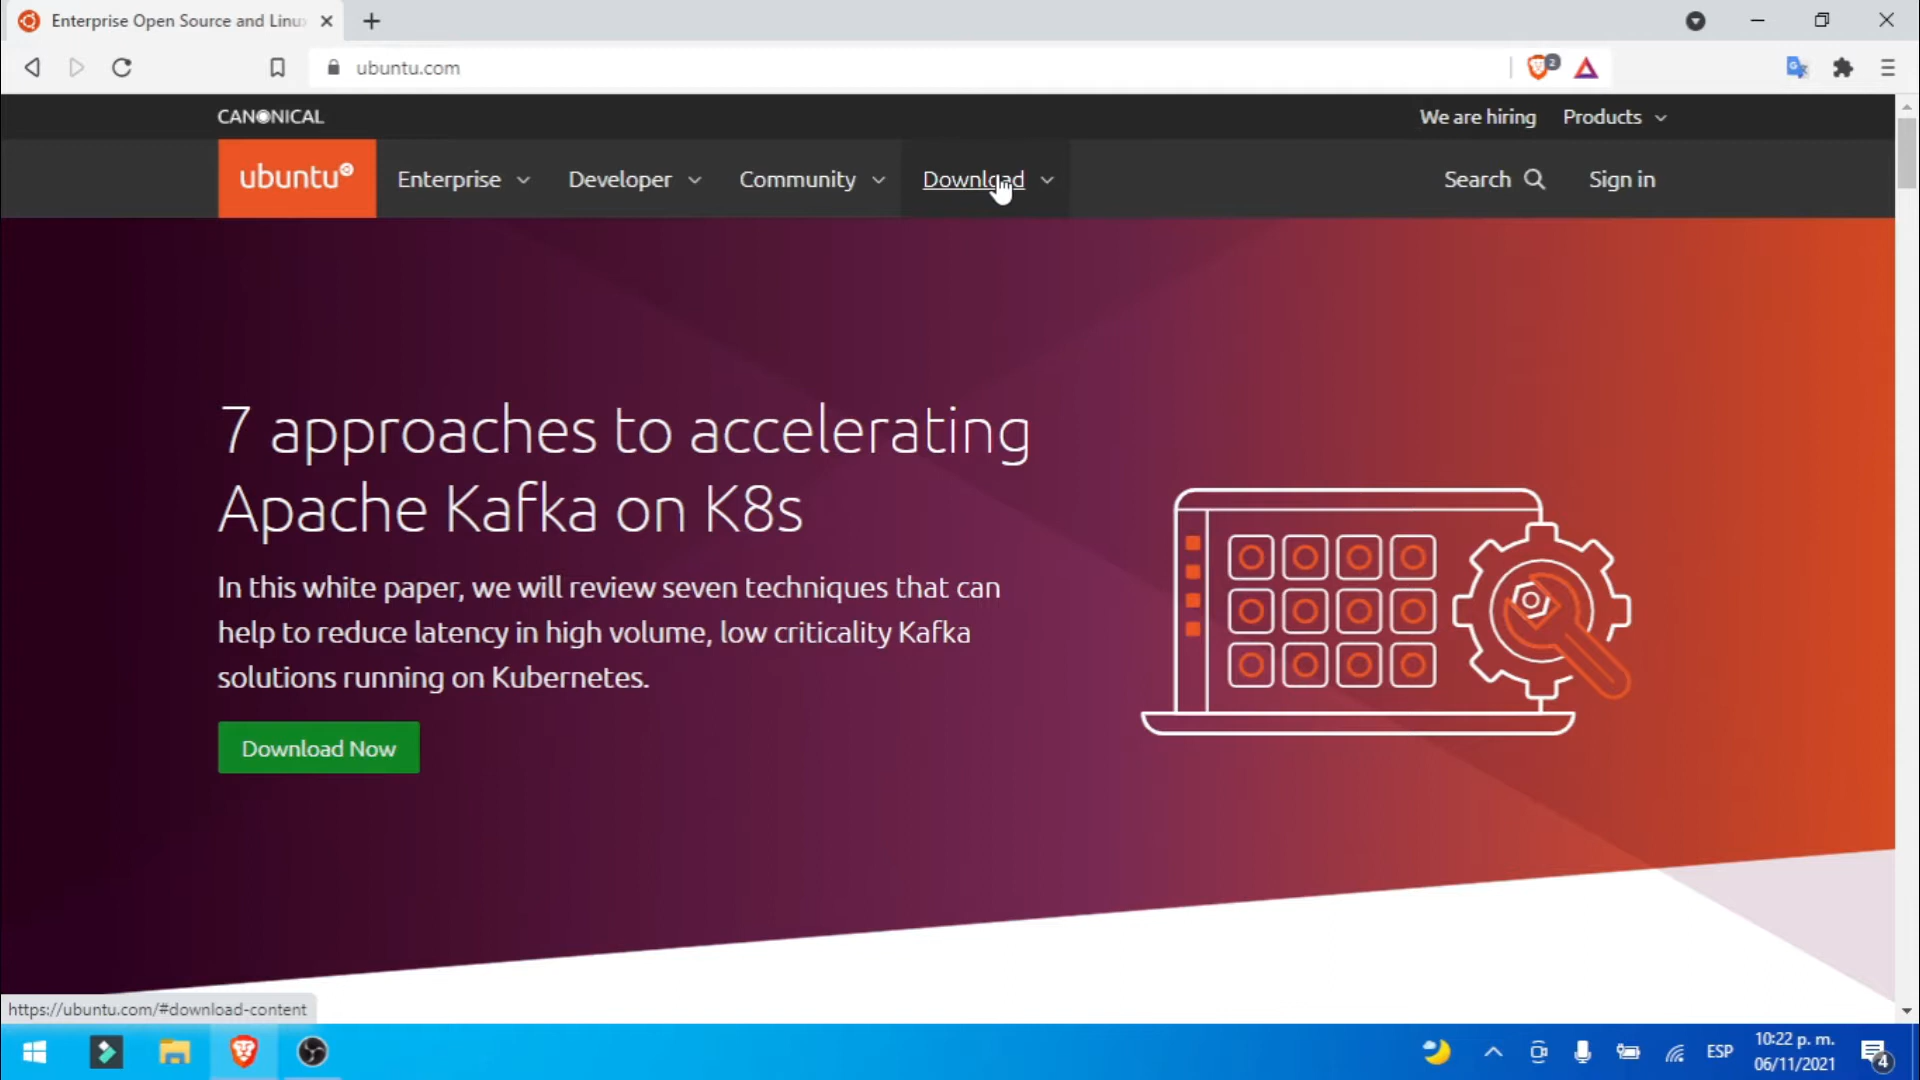 Enterprise Open Source and Linu
ubuntu.com
2
CANONICAL
We are hiring Products
ubuntu Enterprise Developer Community Download Search Sign in
7 approaches to accelerating
Apache Kafka on K8s
In this white paper, we will review seven techniques that can
help to reduce latency in high volume, low criticality Kafka
solutions running on Kubernetes.
Download Now
https://ubuntu.com/#download-content
ESP
10:22 p. m.
06/11/2021
4